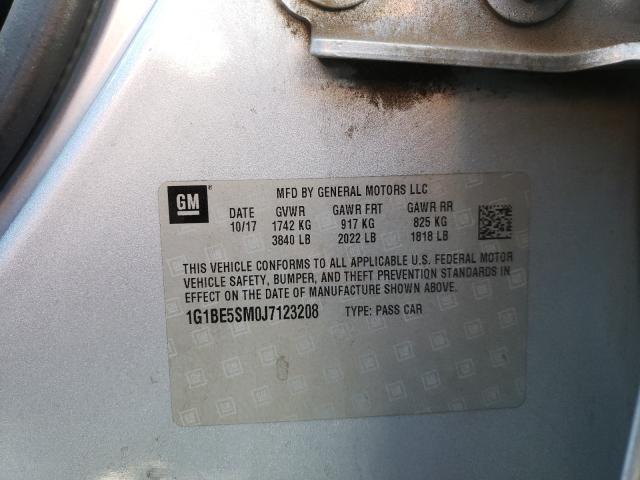 GM®
MFD BY GENERAL MOTORS LLC
DATE GVWR GAWR FRT GAWR RR
10/17 1742 KG 917 KG 825 KG
3840 LB 2022 LB 1818 LB
THIS VEHICLE CONFORMS TO ALL APPLICABLE U.S. FEDERAL MOTOR
VEHICLE SAFETY, BUMPER, AND THEFT PREVENTION STANDARDS IN
EFFECT ON THE DATE OF MANUFACTURE SHOWN ABOVE.
1G1BE5SM0J7123208 TYPE: PASS CAR